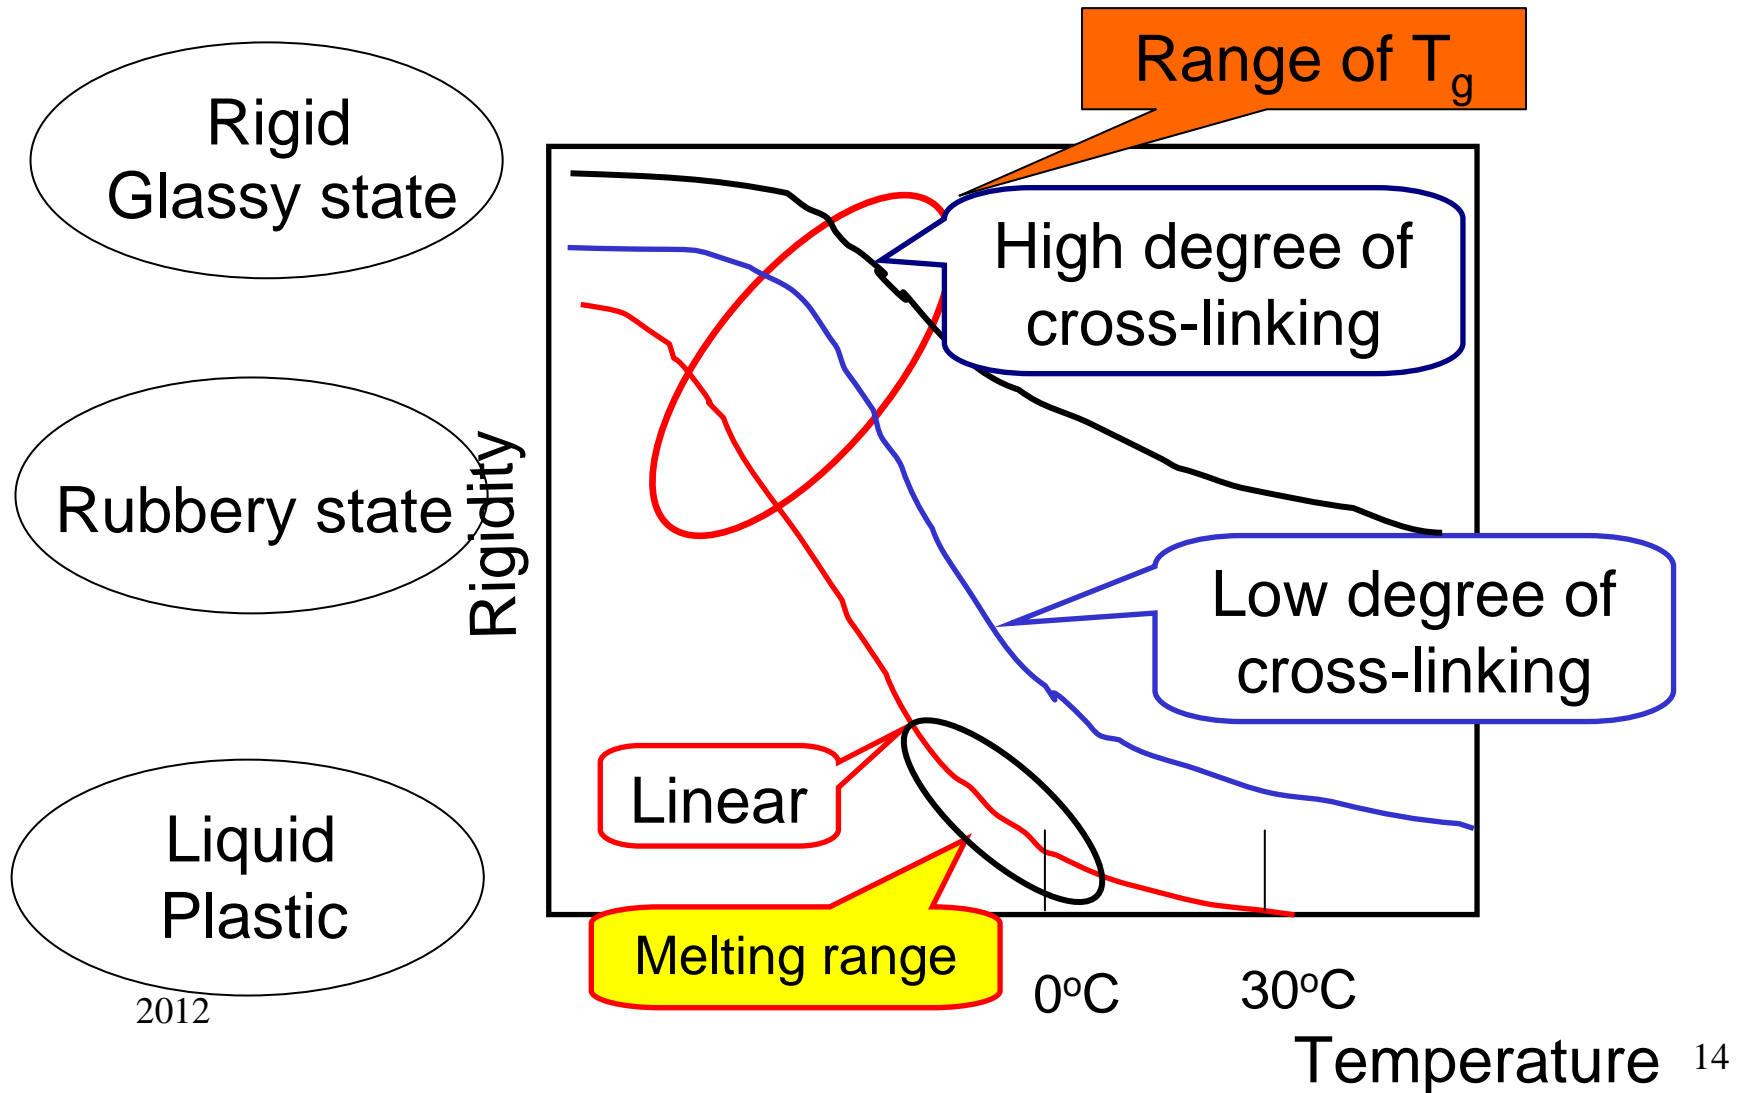 Range of Tg
Rigid
Glassy state
High degree of
cross-linking
Rubbery state
Rigidity
Low degree of
cross-linking
Linear
Liquid
Plastic
Melting range
0ºC
30ºC
2012
Temperature
14